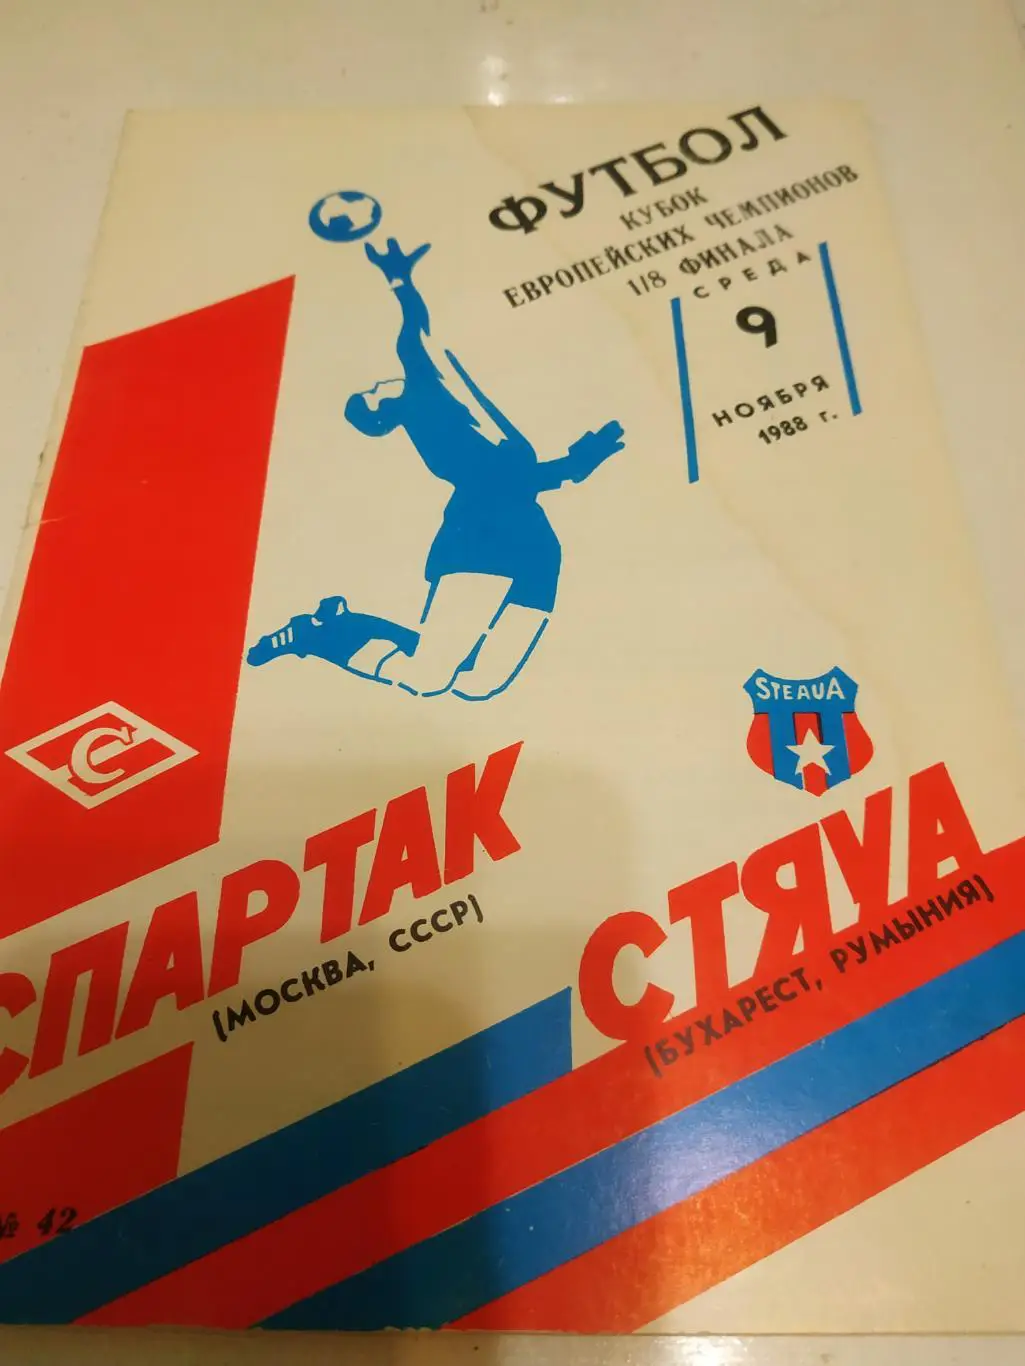 ФУТБОЛ
КУБОК
ЕВРОПЕЙСКИХ ЧЕМПИОНОВ
1/8 ФИНАЛА
СРЕДА
9
НОЯБРЯ
1988 г.
STEAUA
С
СПАРТАК
(МОСКВА, СССР)
СТЯУА
(БУХАРЕСТ, РУМЫНИЯ)
№ 42